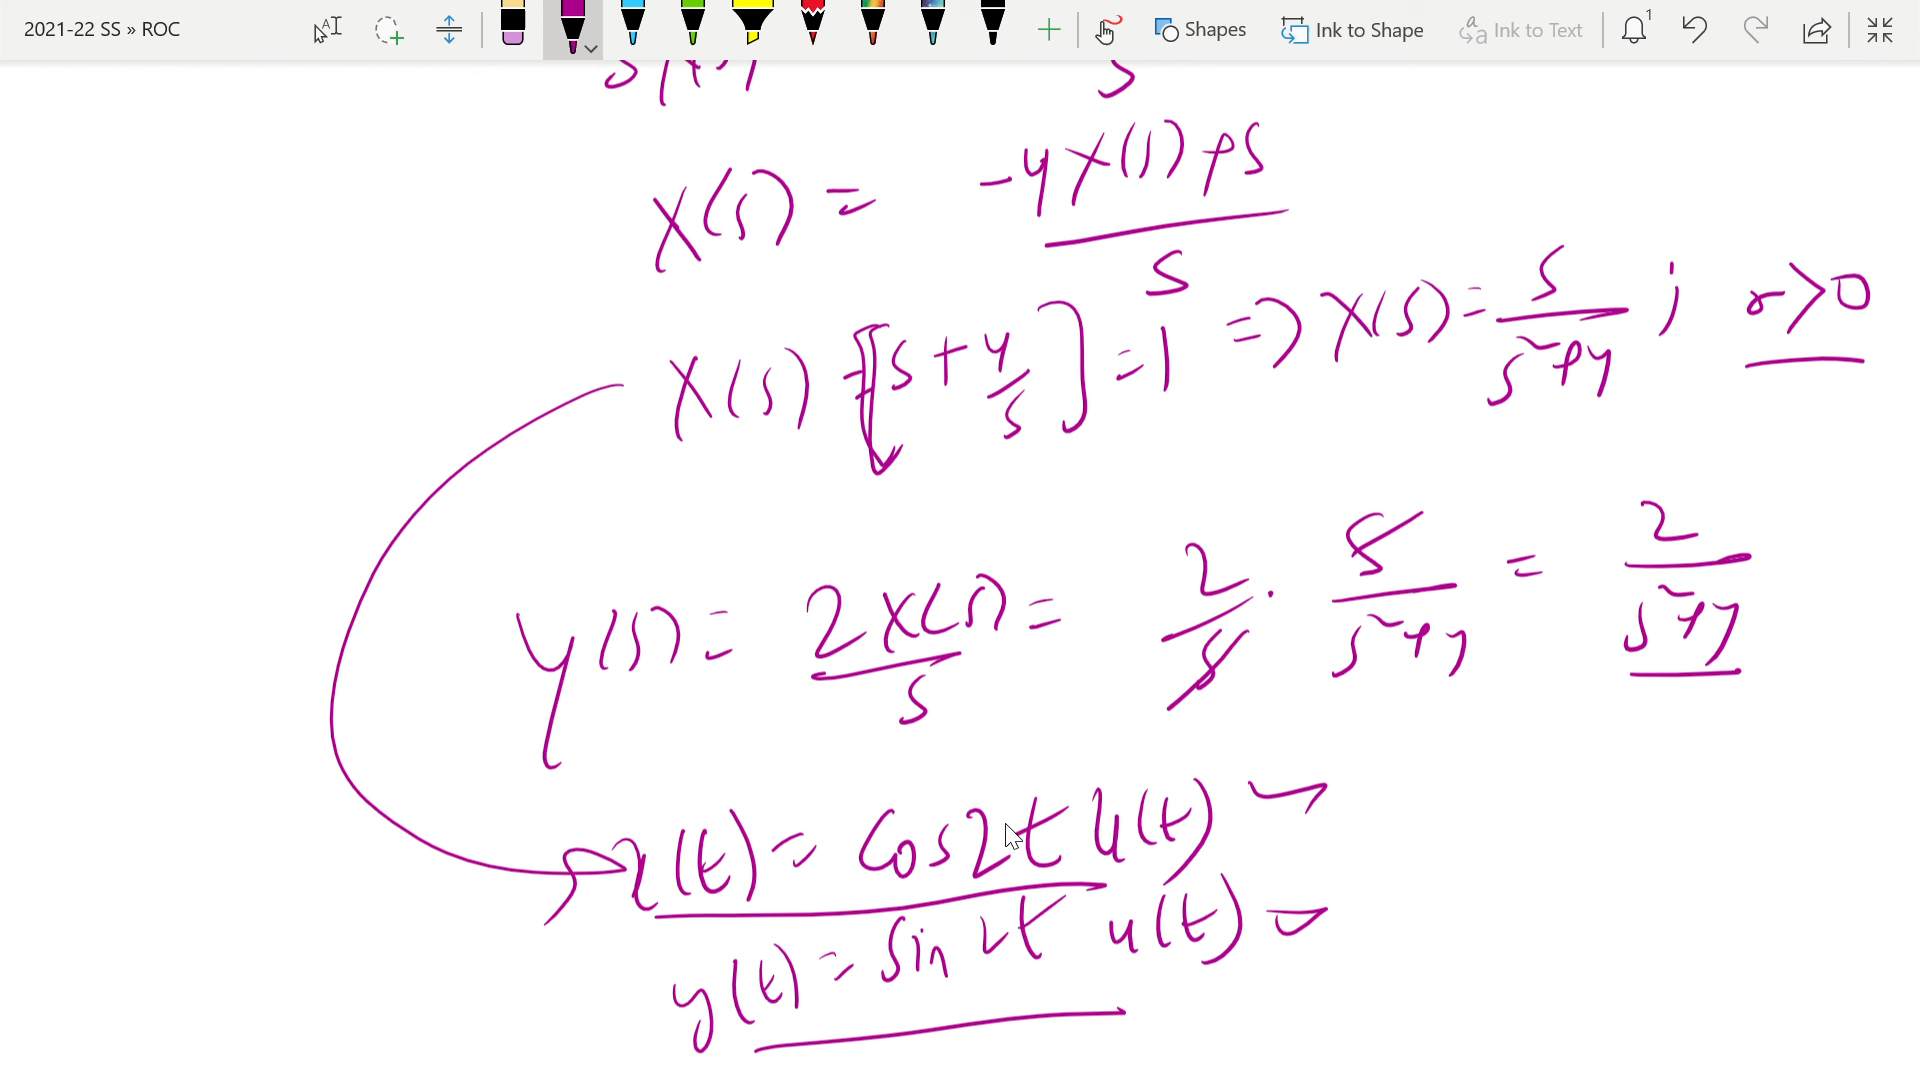 2021-22 SS » ROC
Shapes
Ink to Shape
Ink to Text
1
S
X(s) = -4X(s)+s / s
X(s) [s + 4/s] = 1 => X(s) = s / s²+4 ; σ>0
Y(s) = 2X(s) / s = 2/s · s / s²+4 = 2 / s²+4
x(t) = Cos2t u(t)
y(t) = Sin 2t u(t)